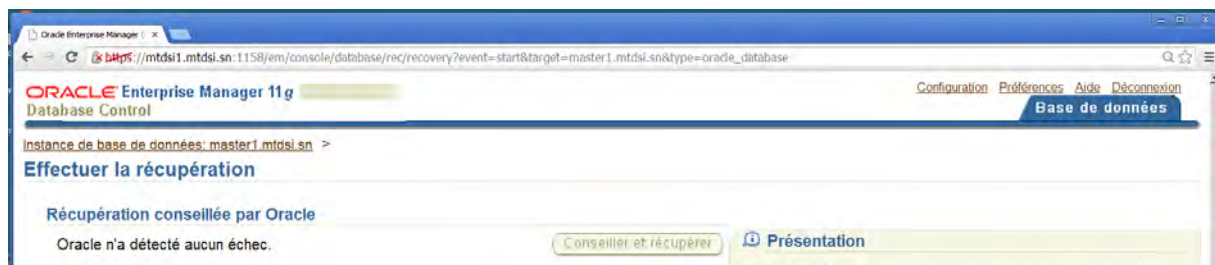 Oracle Enterprise Manager (
https://mtdsi1.mtdsi.sn:1158/em/console/database/rec/recovery?event=start&target=master1.mtdsi.sn&type=oracle_database
ORACLE Enterprise Manager 11g
Database Control
Configuration Préférences Aide Déconnexion
Base de données
Instance de base de données: master1.mtdsi.sn >
Effectuer la récupération
Récupération conseillée par Oracle
Oracle n'a détecté aucun échec.
Conseiller et récupérer
Présentation